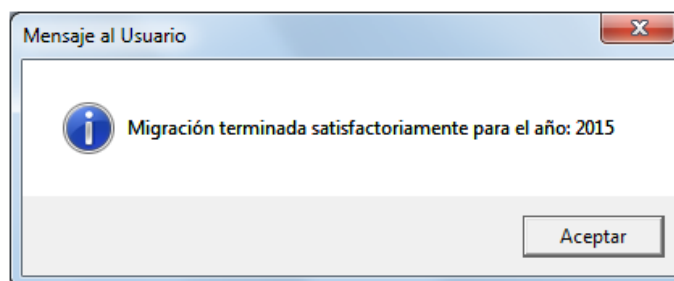 Mensaje al Usuario
Migración terminada satisfactoriamente para el año: 2015
Aceptar